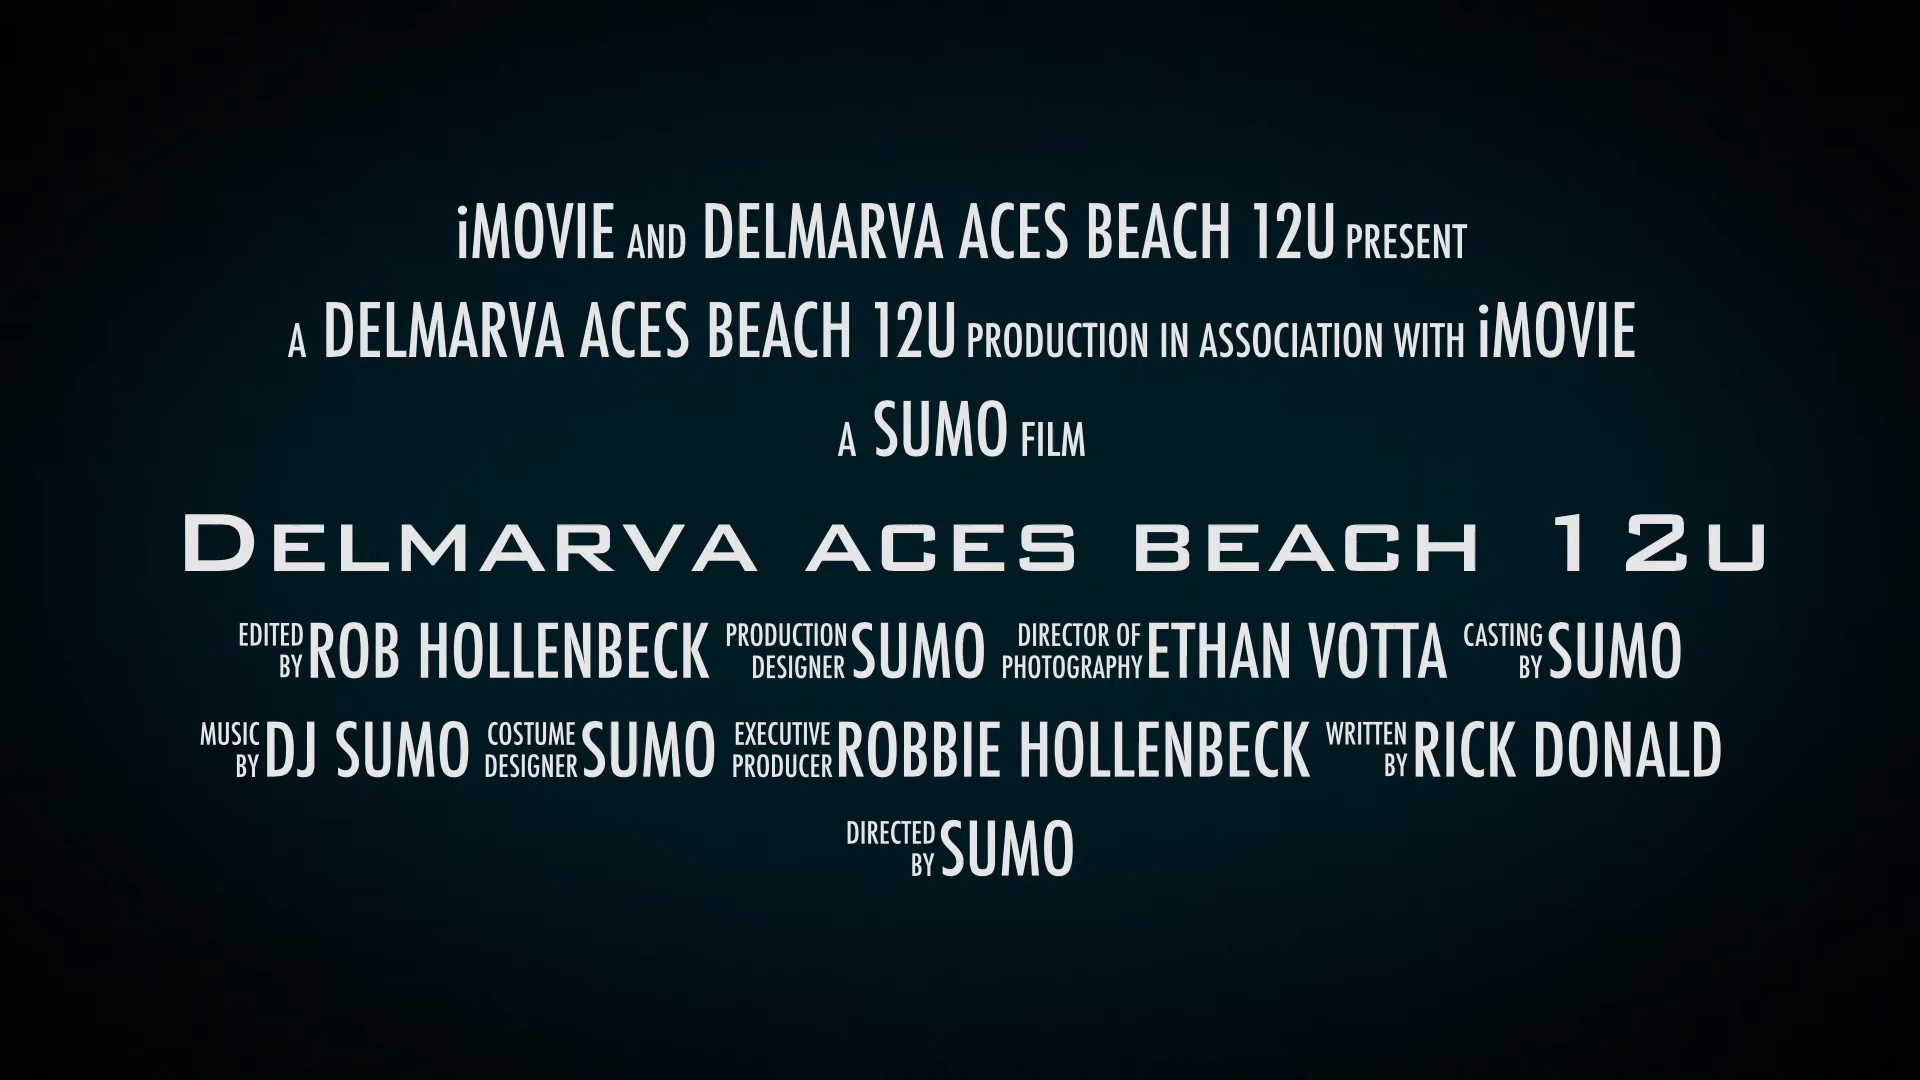 iMOVIE AND DELMARVA ACES BEACH 12U PRESENT
A DELMARVA ACES BEACH 12U PRODUCTION IN ASSOCIATION WITH iMOVIE
A SUMO FILM
DELMARVA ACES BEACH 12U
EDITED BY ROB HOLLENBECK PRODUCTION DESIGNER SUMO DIRECTOR OF PHOTOGRAPHY ETHAN VOTTA CASTING BY SUMO
MUSIC BY DJ SUMO COSTUME DESIGNER SUMO EXECUTIVE PRODUCER ROBBIE HOLLENBECK WRITTEN BY RICK DONALD
DIRECTED BY SUMO